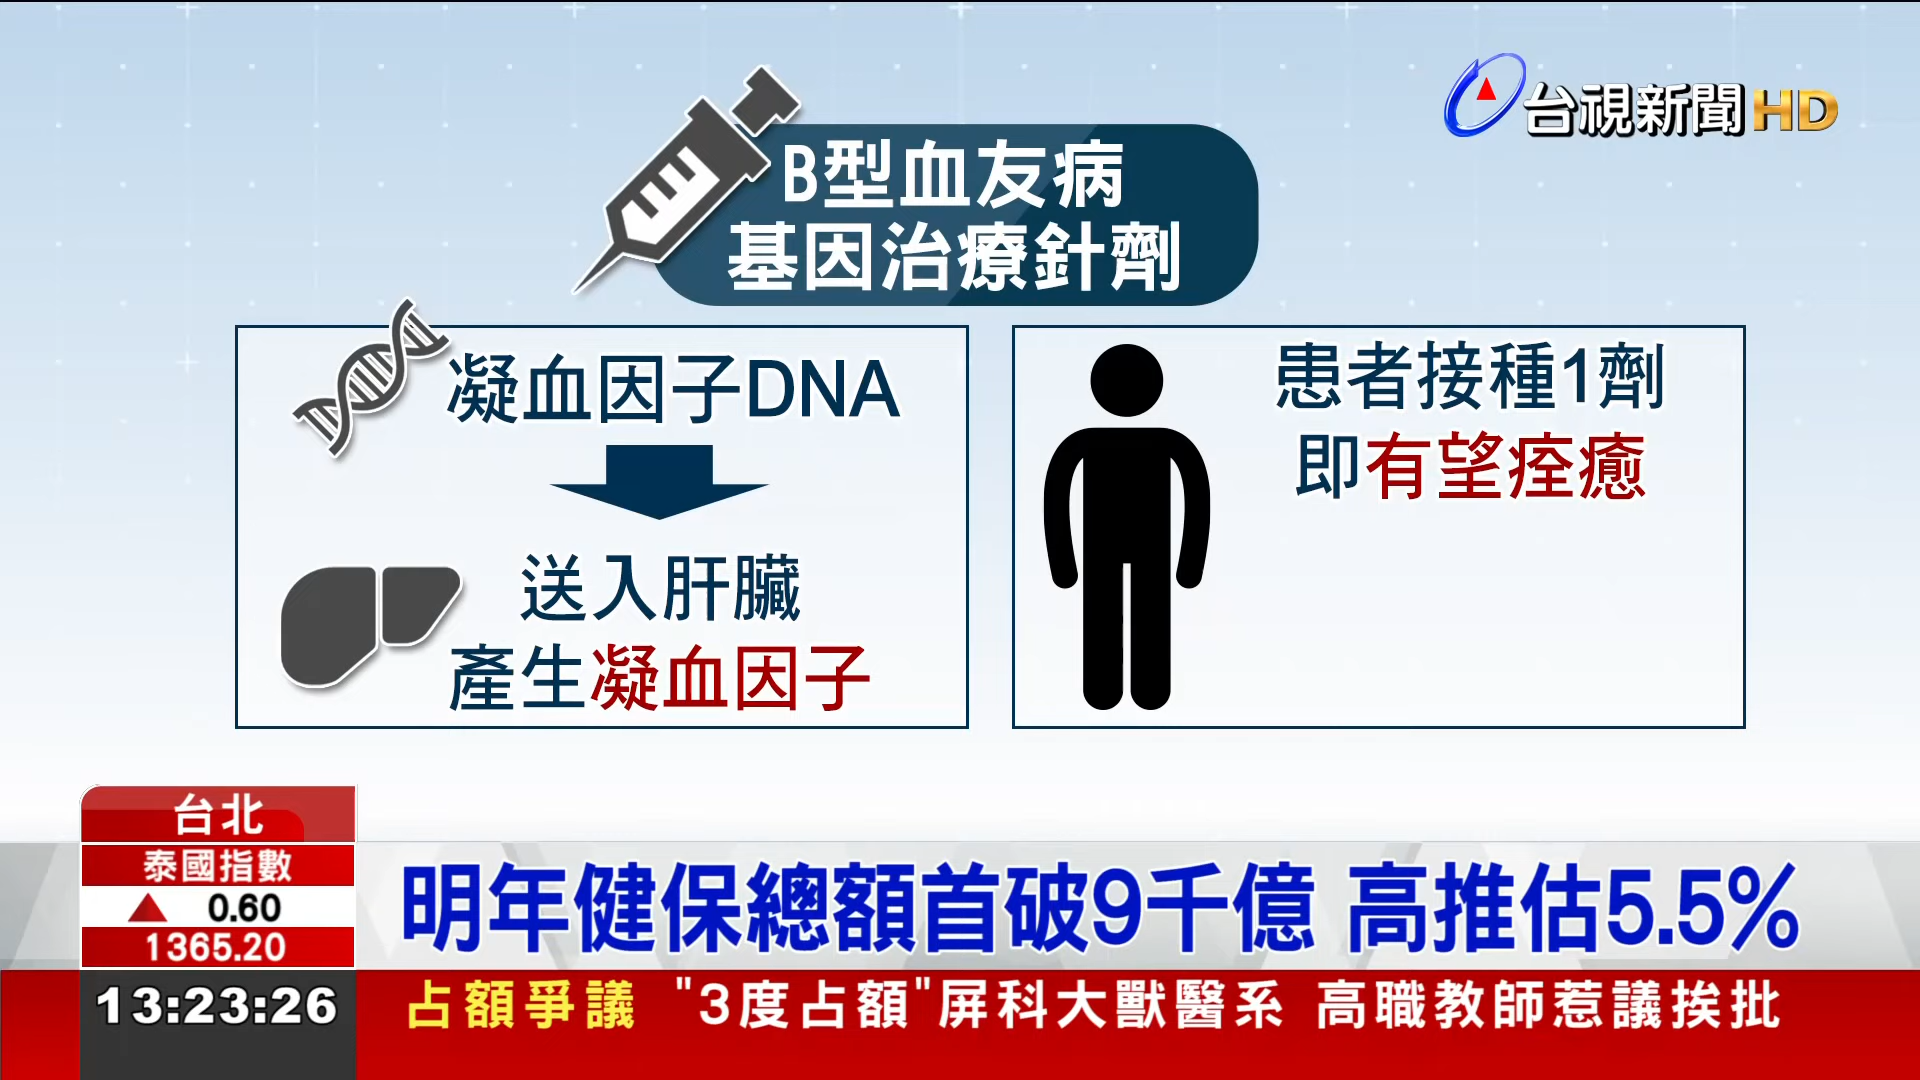 台視新聞HD
B型血友病
基因治療針劑
凝血因子DNA
送入肝臟
產生凝血因子
患者接種1劑
即有望痊癒
台北
泰國指數
0.60
1365.20
13:23:26
明年健保總額首破9千億 高推估5.5%
占額爭議 "3度占額"屏科大獸醫系 高職教師惹議挨批